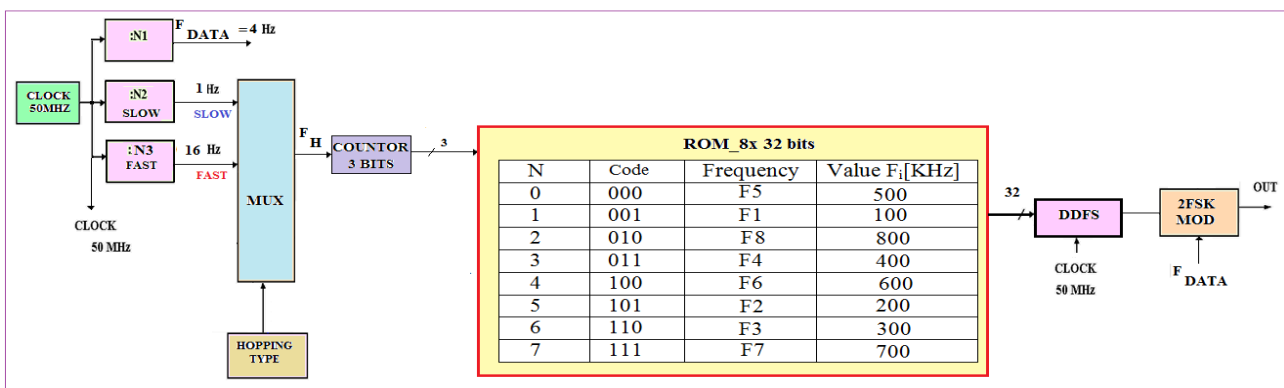 :N1
F DATA =4 Hz
CLOCK
50MHZ
:N2
SLOW
1 Hz
SLOW
: N3
FAST
16 Hz
FAST
CLOCK
50 MHz
MUX
HOPPING
TYPE
F H
COUNTOR
3 BITS
3
ROM_8x 32 bits
N Code Frequency Value Fi[KHz]
0 000 F5 500
1 001 F1 100
2 010 F8 800
3 011 F4 400
4 100 F6 600
5 101 F2 200
6 110 F3 300
7 111 F7 700
32
DDFS
CLOCK
50 MHz
2FSK
MOD
OUT
F DATA